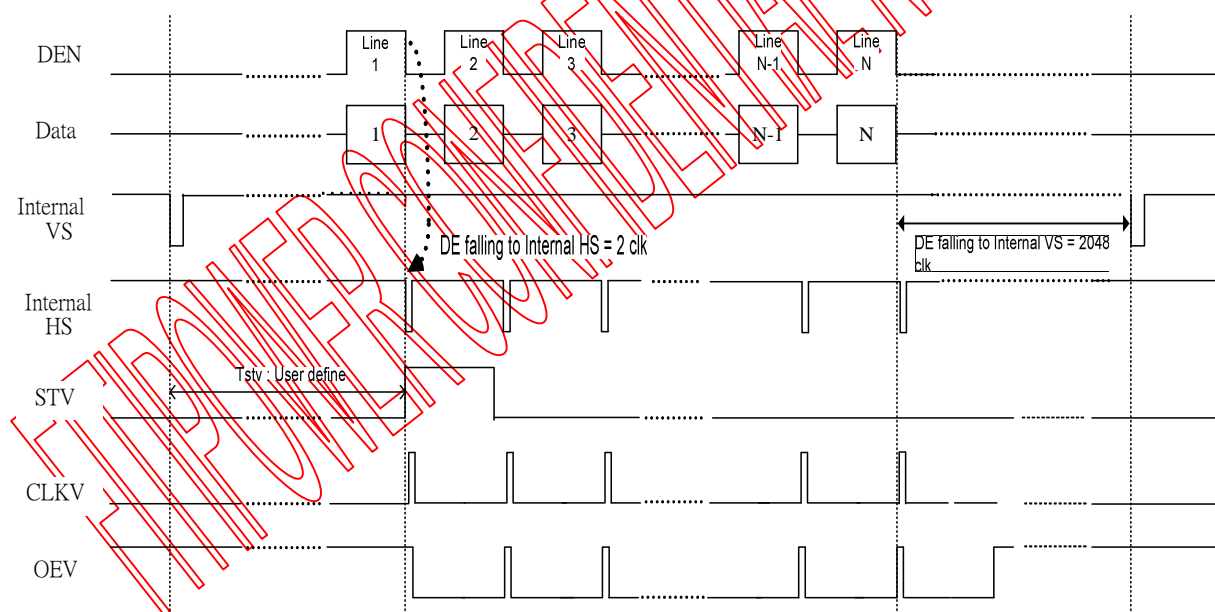 DEN
Line 1
Line 2
Line 3
Line N-1
Line N
Data
1
2
3
N-1
N
Internal VS
DE falling to Internal HS = 2 clk
DE falling to Internal VS = 2048 clk
Internal HS
Tstv : User define
STV
CLKV
OEV